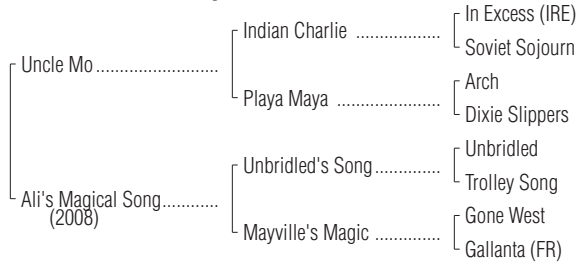 In Excess (IRE)
Indian Charlie ..................
Soviet Sojourn
Uncle Mo..........................
Arch
Playa Maya ......................
Dixie Slippers
Unbridled
Unbridled's Song..............
Trolley Song
Ali's Magical Song............
(2008)
Gone West
Mayville's Magic ..............
Gallanta (FR)